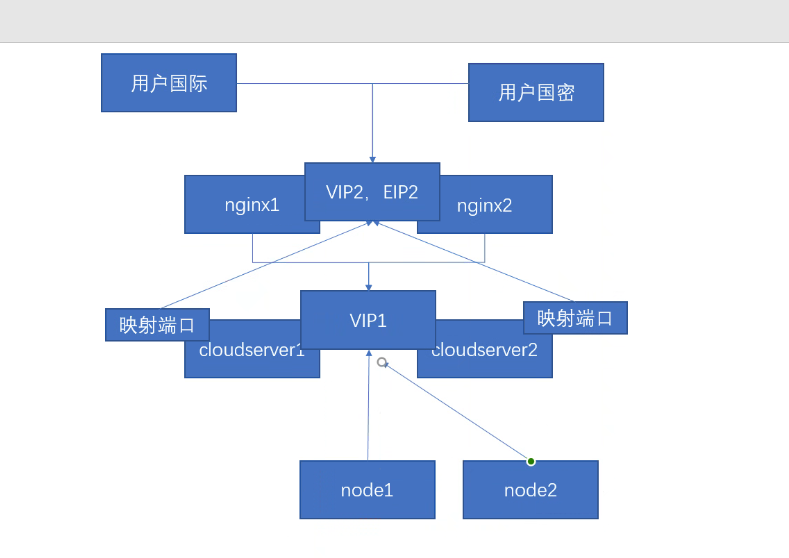 用户国际
用户国密
nginx1
VIP2，EIP2
nginx2
映射端口
VIP1
映射端口
cloudserver1
cloudserver2
node1
node2